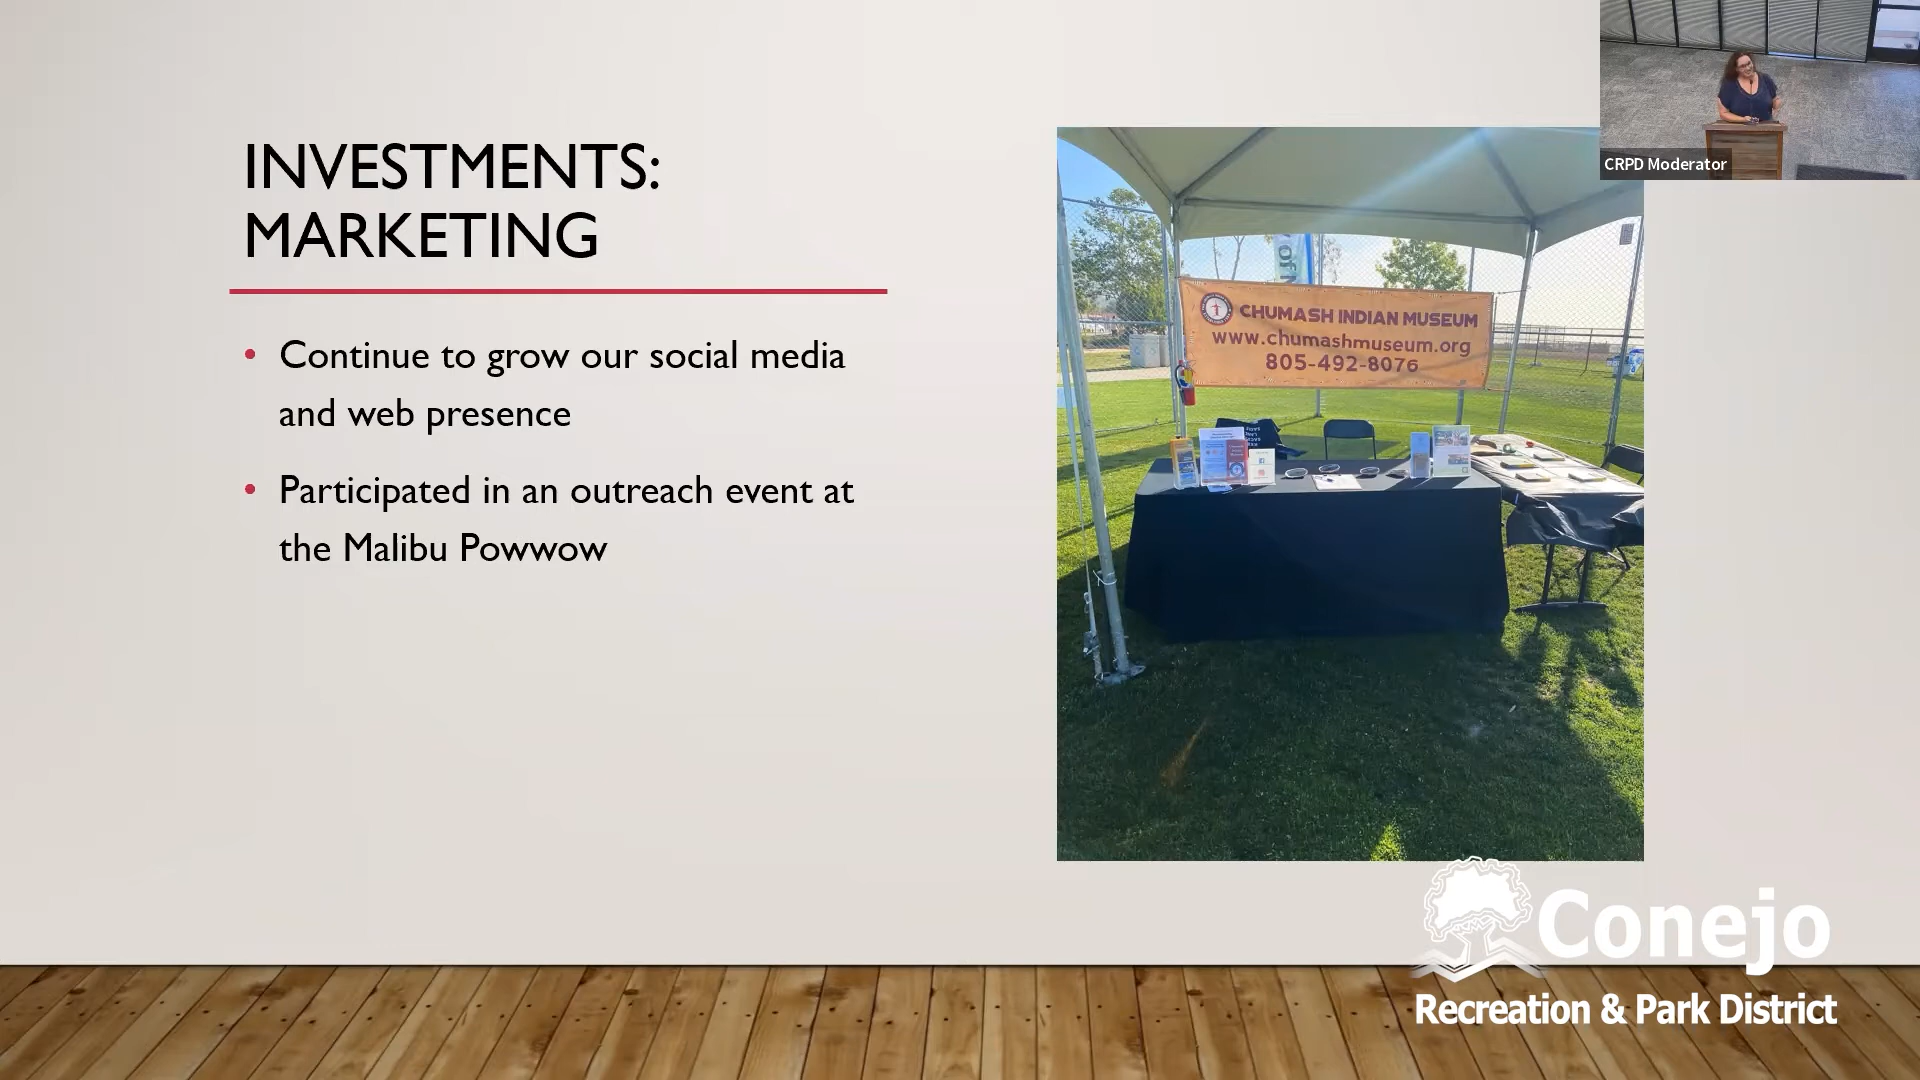 INVESTMENTS:
MARKETING
• Continue to grow our social media
and web presence
• Participated in an outreach event at
the Malibu Powwow
CRPD Moderator
CHUMASH INDIAN MUSEUM
www.chumashmuseum.org
805-492-8076
Conejo
Recreation & Park District